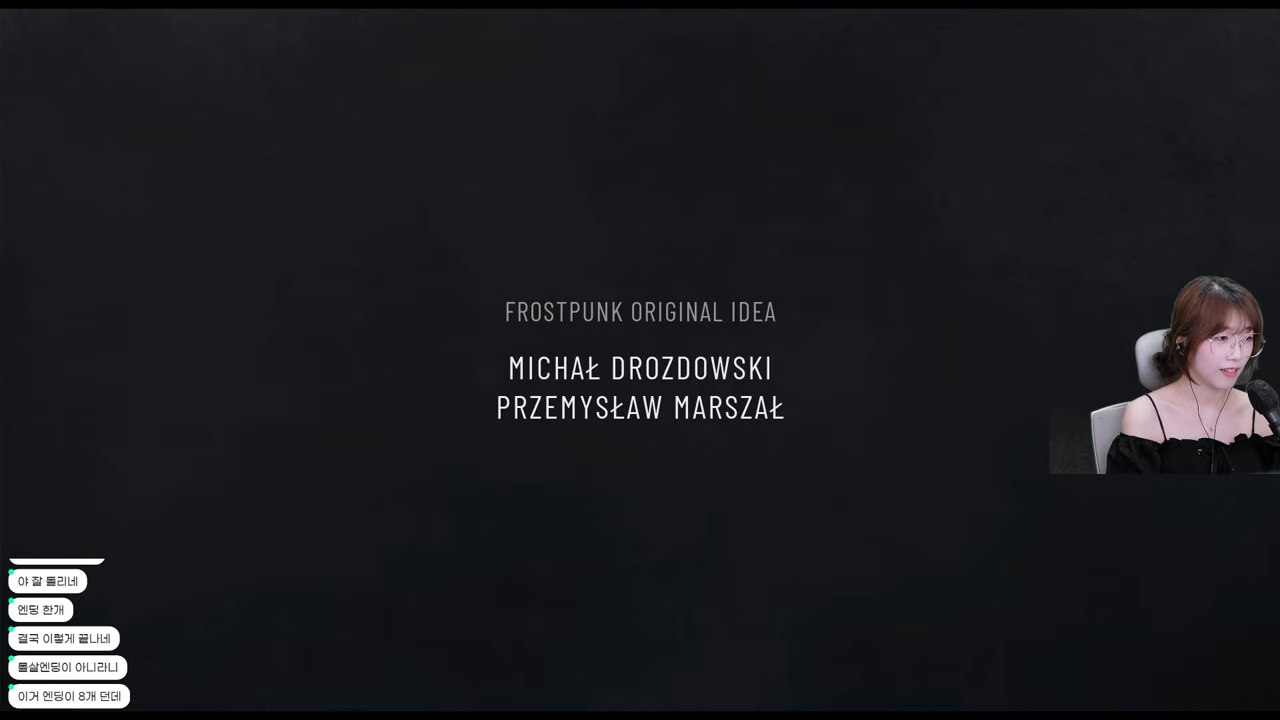 FROSTPUNK ORIGINAL IDEA
MICHAŁ DROZDOWSKI
PRZEMYSŁAW MARSZAŁ
야 잘 돌리네
엔딩 한개
결국 이렇게 끝나네
몰살엔딩이 아니라니
이거 엔딩이 8개 던데